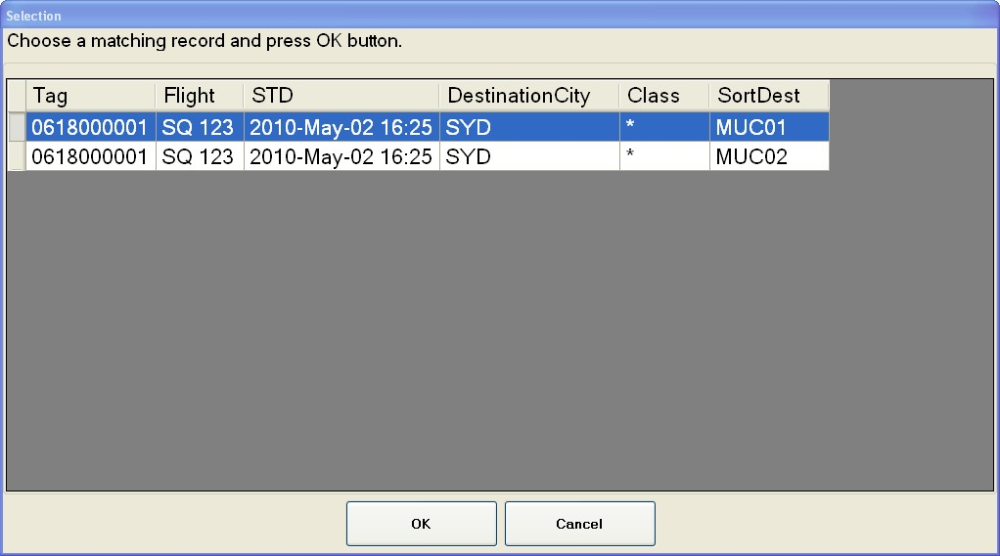 Selection
Choose a matching record and press OK button.
Tag Flight STD DestinationCity Class SortDest
0618000001 SQ 123 2010-May-02 16:25 SYD * MUC01
0618000001 SQ 123 2010-May-02 16:25 SYD * MUC02
OK Cancel